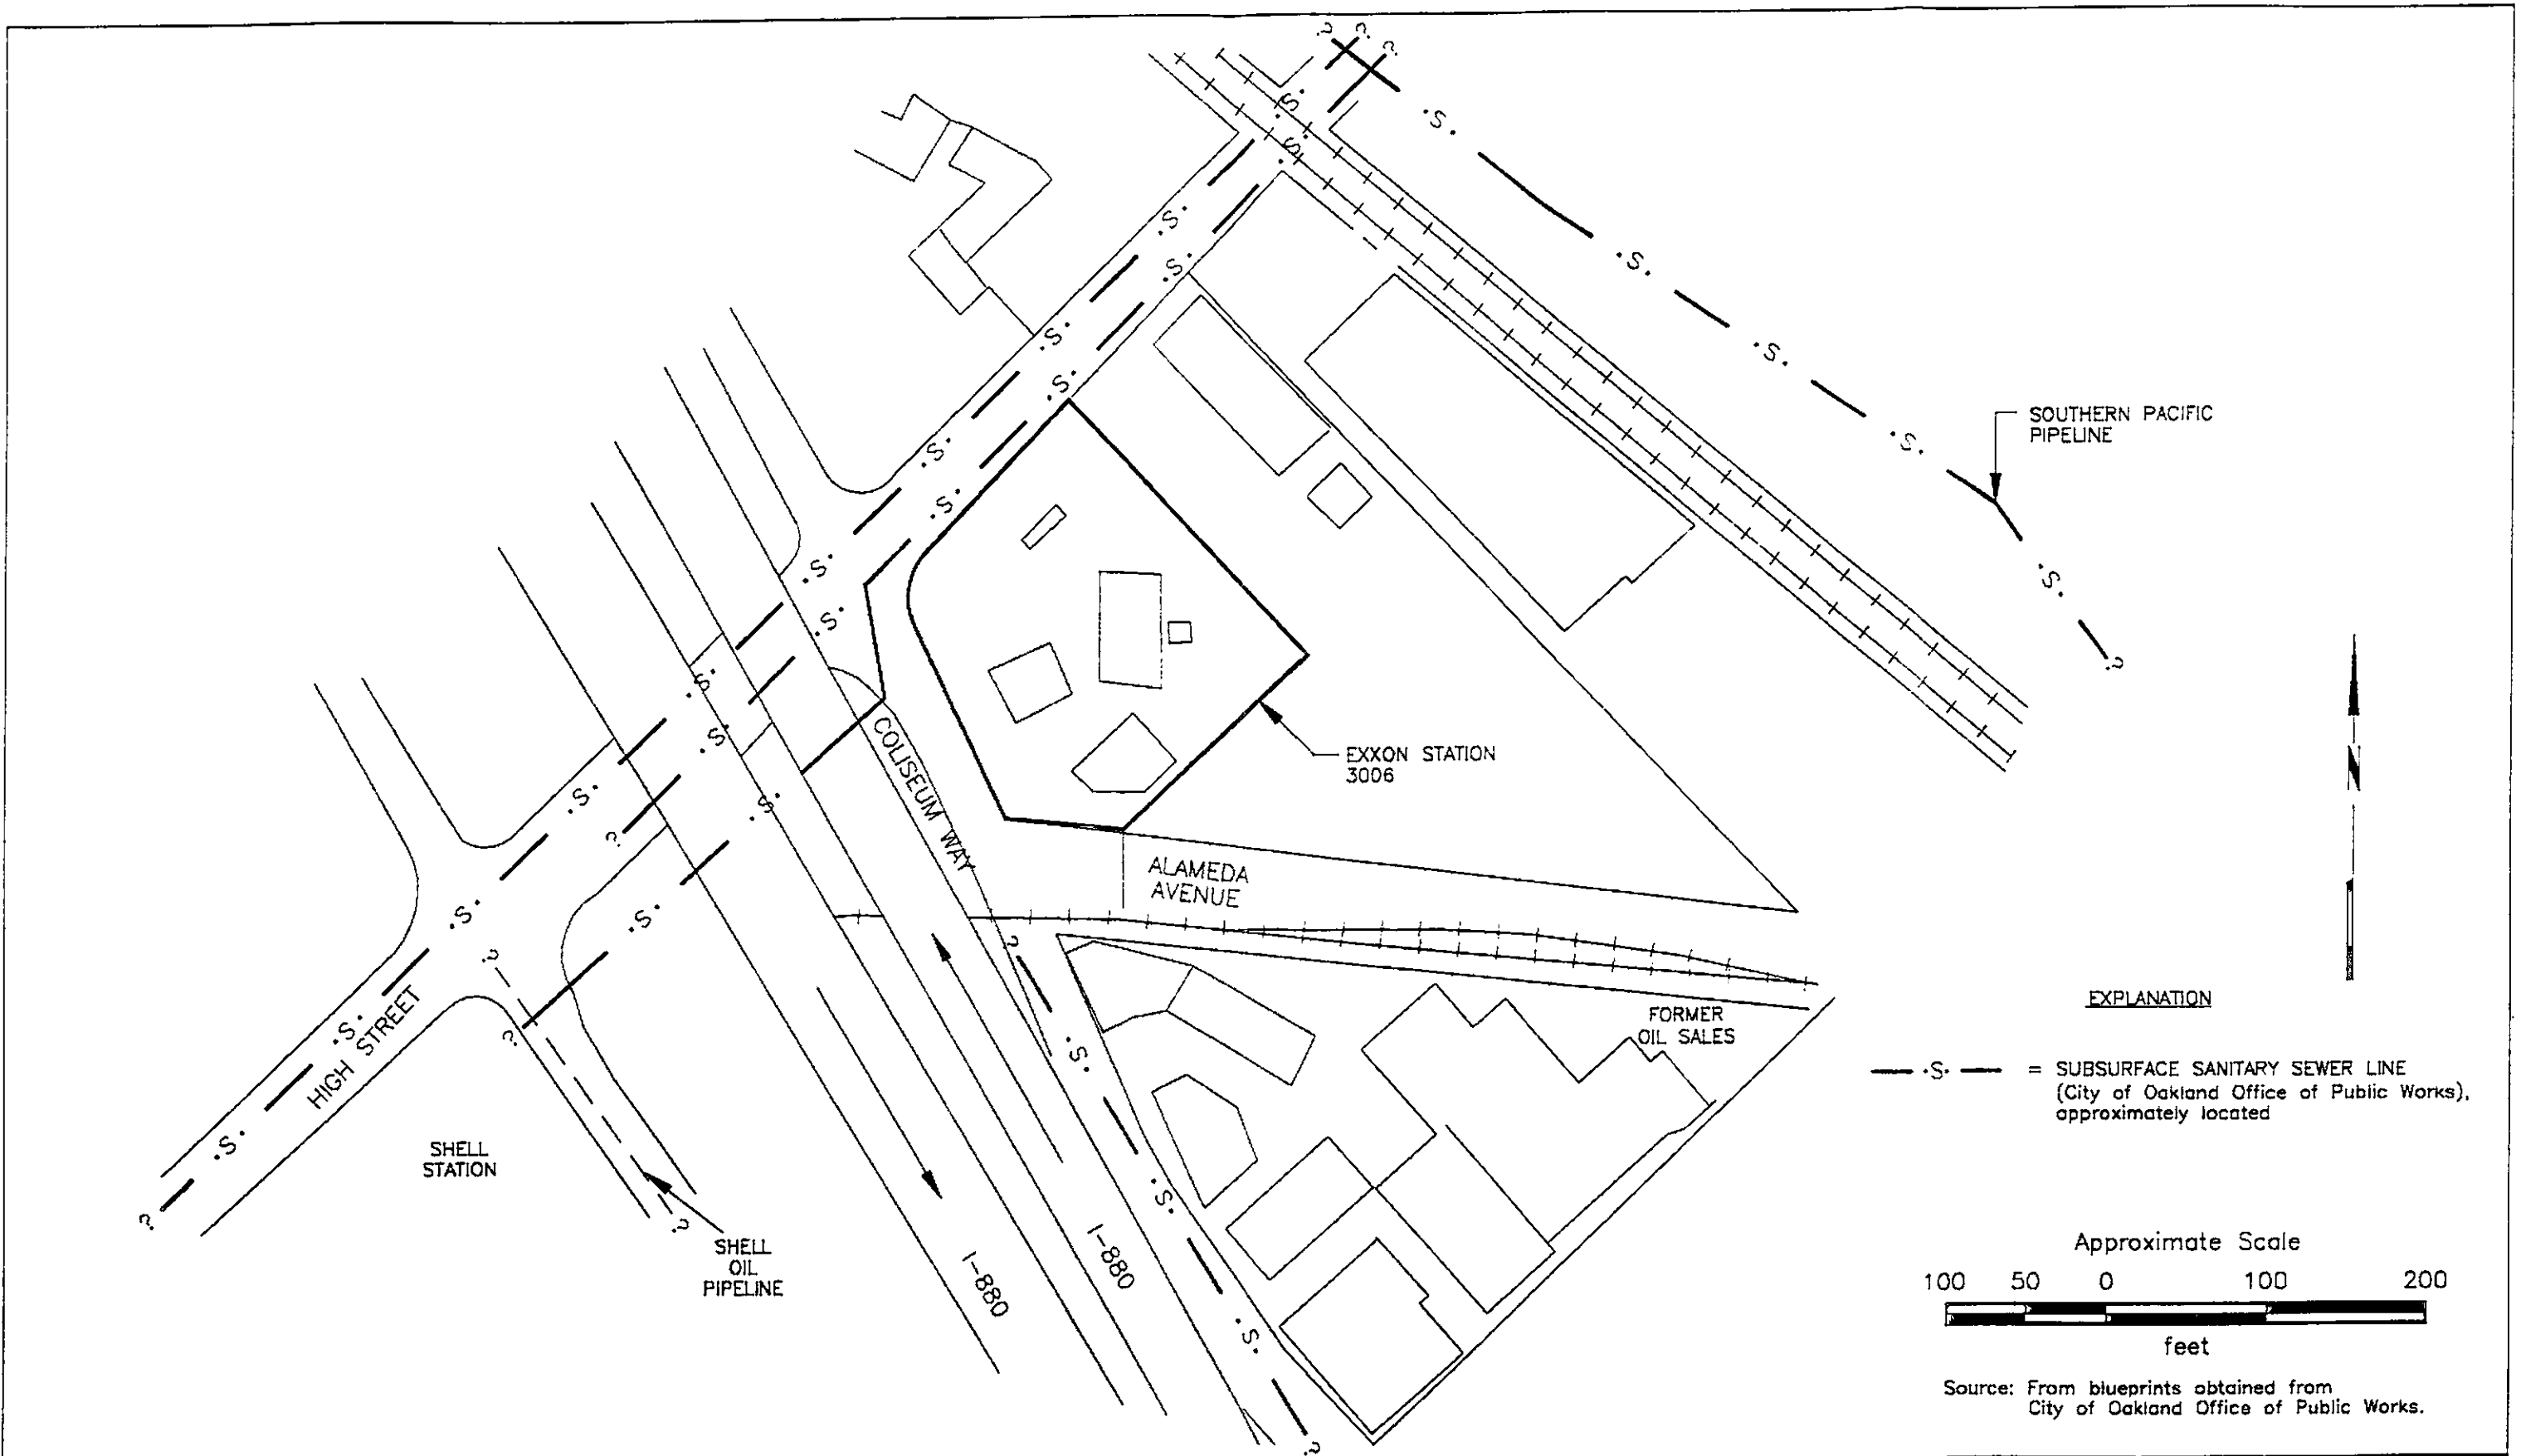 ? ? ?
.S.
.S.
.S.
.S.
.S.
.S.
.S.
.S.
.S.
.S.
.S.
.S.
SOUTHERN PACIFIC
PIPELINE
.S.
.S.
.S.
.S.
.S.
?
.S.
.S.
EXXON STATION
3006
COLISEUM WAY
N
.S.
.S.
?
ALAMEDA
AVENUE
.S.
.S.
?
?
?
.S.
HIGH STREET
EXPLANATION
FORMER
OIL SALES
.S.
.S. = SUBSURFACE SANITARY SEWER LINE
(City of Oakland Office of Public Works),
approximately located
SHELL
STATION
.S.
?
?
.S.
SHELL
OIL
PIPELINE
I-880
I-880
.S.
?
Approximate Scale
100 50 0 100 200
feet
Source: From blueprints obtained from
City of Oakland Office of Public Works.